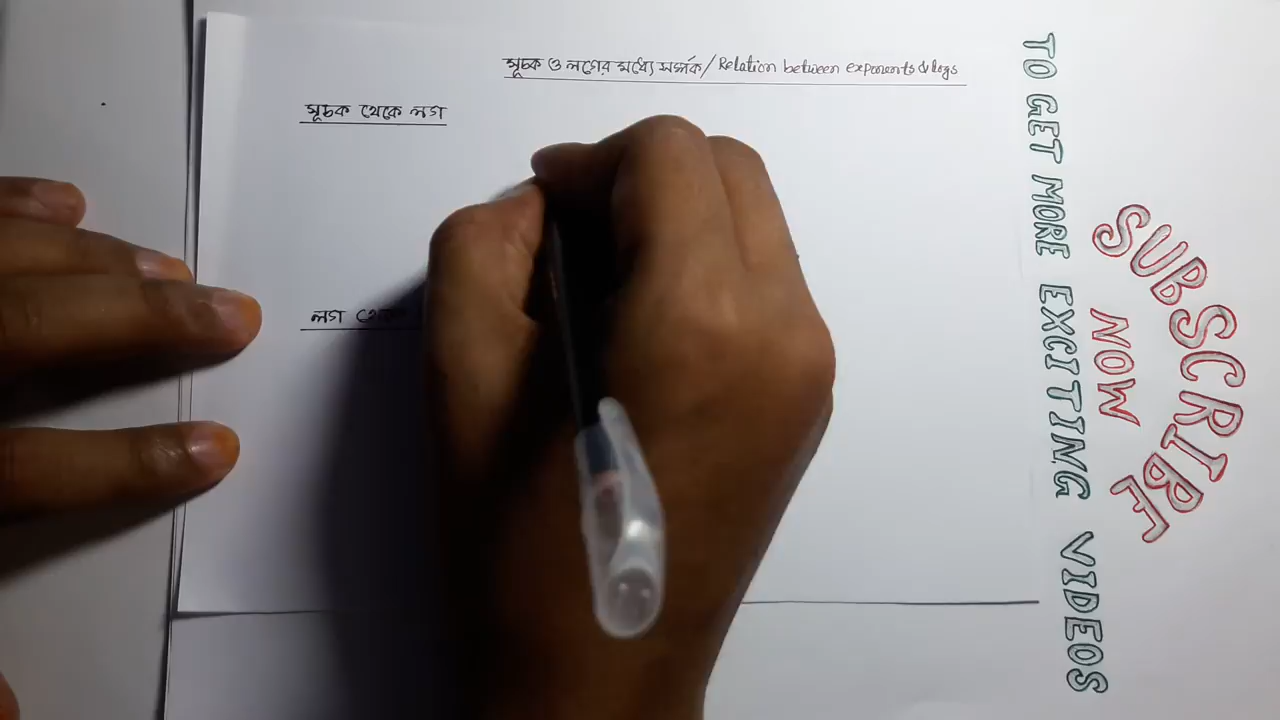 সূচক ও লগের মধ্যে সম্পর্ক/Relation between exponents & logs
সূচক থেকে লগ
লগ থেকে
TO GET MORE EXCITING VIDEOS
SUBSCRIBE
NOW